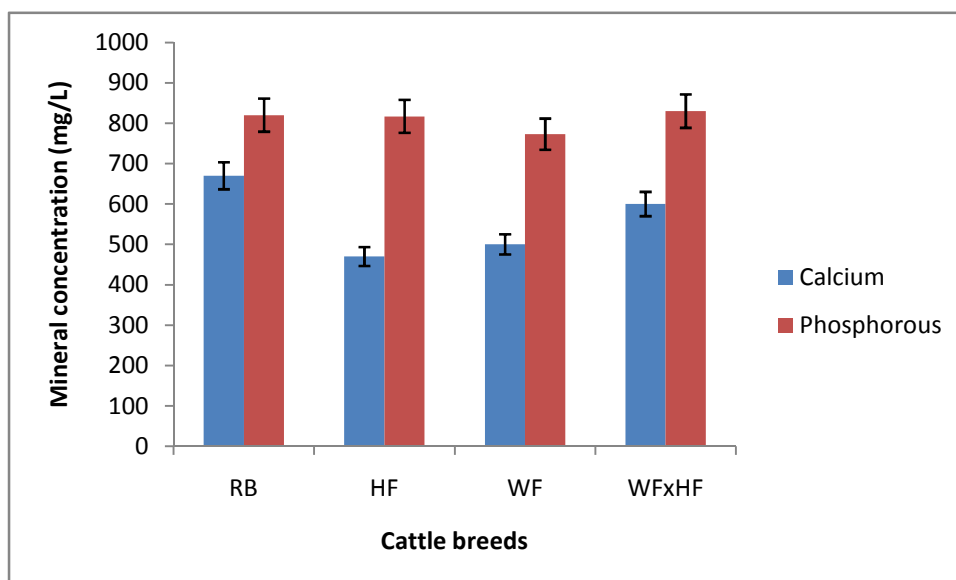 1000
900
800
700
600
500
400
300
200
100
0
Mineral concentration (mg/L)
RB HF WF WFxHF
Cattle breeds
Calcium
Phosphorous